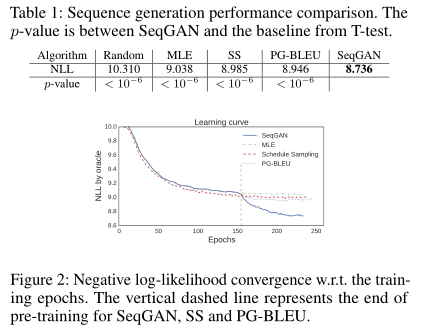 Table 1: Sequence generation performance comparison. The
p-value is between SeqGAN and the baseline from T-test.
Algorithm Random MLE SS PG-BLEU SeqGAN
NLL 10.310 9.038 8.985 8.946 8.736
p-value < 10⁻⁶ < 10⁻⁶ < 10⁻⁶ < 10⁻⁶
Learning curve
10.0
9.8
9.6
9.4
9.2
9.0
8.8
8.6
NLL by oracle
SeqGAN
MLE
Schedule Sampling
PG-BLEU
0 50 100 150 200 250
Epochs
Figure 2: Negative log-likelihood convergence w.r.t. the train-
ing epochs. The vertical dashed line represents the end of
pre-training for SeqGAN, SS and PG-BLEU.